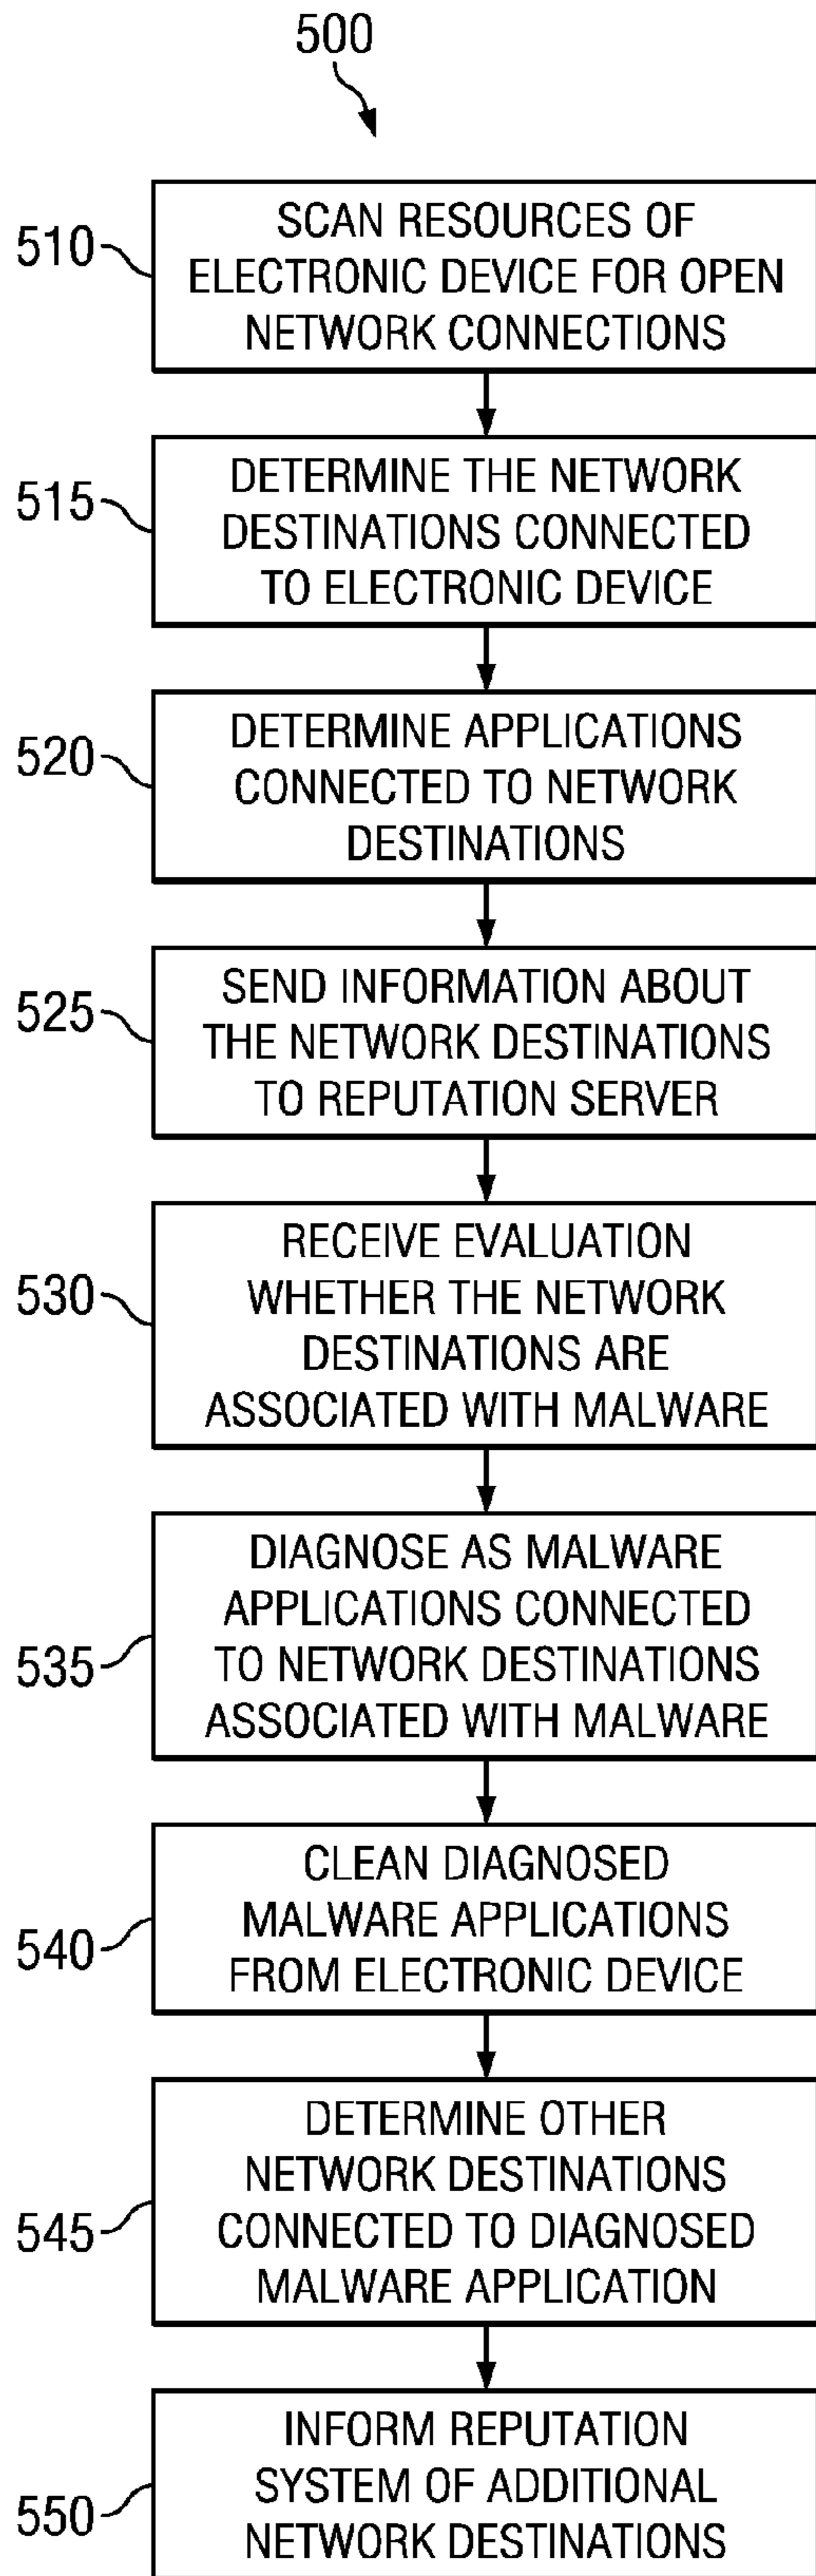 500
510
SCAN RESOURCES OF
ELECTRONIC DEVICE FOR OPEN
NETWORK CONNECTIONS
515
DETERMINE THE NETWORK
DESTINATIONS CONNECTED
TO ELECTRONIC DEVICE
520
DETERMINE APPLICATIONS
CONNECTED TO NETWORK
DESTINATIONS
525
SEND INFORMATION ABOUT
THE NETWORK DESTINATIONS
TO REPUTATION SERVER
530
RECEIVE EVALUATION
WHETHER THE NETWORK
DESTINATIONS ARE
ASSOCIATED WITH MALWARE
535
DIAGNOSE AS MALWARE
APPLICATIONS CONNECTED
TO NETWORK DESTINATIONS
ASSOCIATED WITH MALWARE
540
CLEAN DIAGNOSED
MALWARE APPLICATIONS
FROM ELECTRONIC DEVICE
545
DETERMINE OTHER
NETWORK DESTINATIONS
CONNECTED TO DIAGNOSED
MALWARE APPLICATION
550
INFORM REPUTATION
SYSTEM OF ADDITIONAL
NETWORK DESTINATIONS